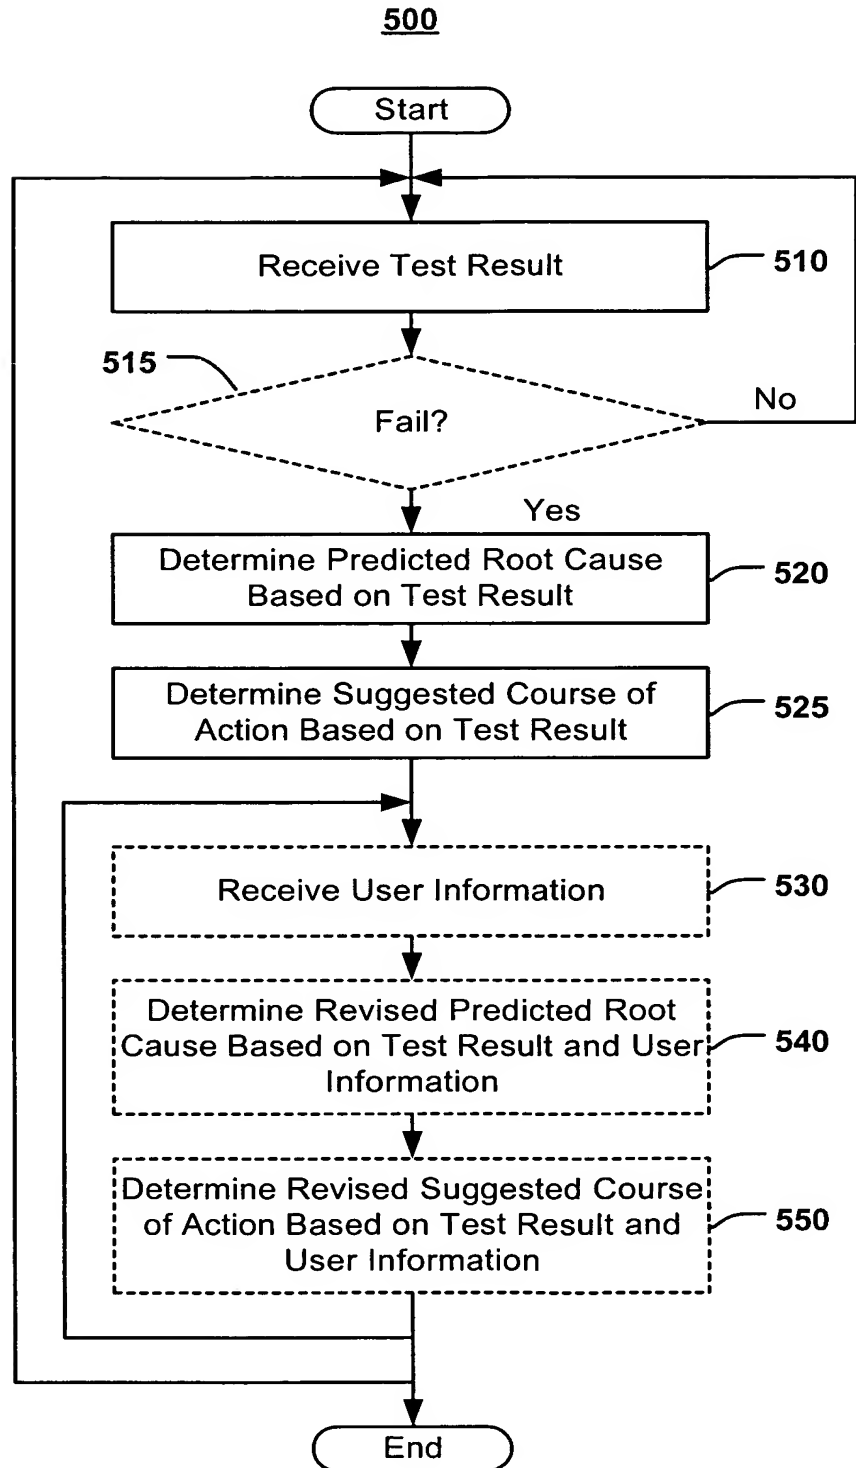 500
Start
Receive Test Result
510
515
Fail?
No
Yes
Determine Predicted Root Cause
Based on Test Result
520
Determine Suggested Course of
Action Based on Test Result
525
Receive User Information
530
Determine Revised Predicted Root
Cause Based on Test Result and User
Information
540
Determine Revised Suggested Course
of Action Based on Test Result and
User Information
550
End